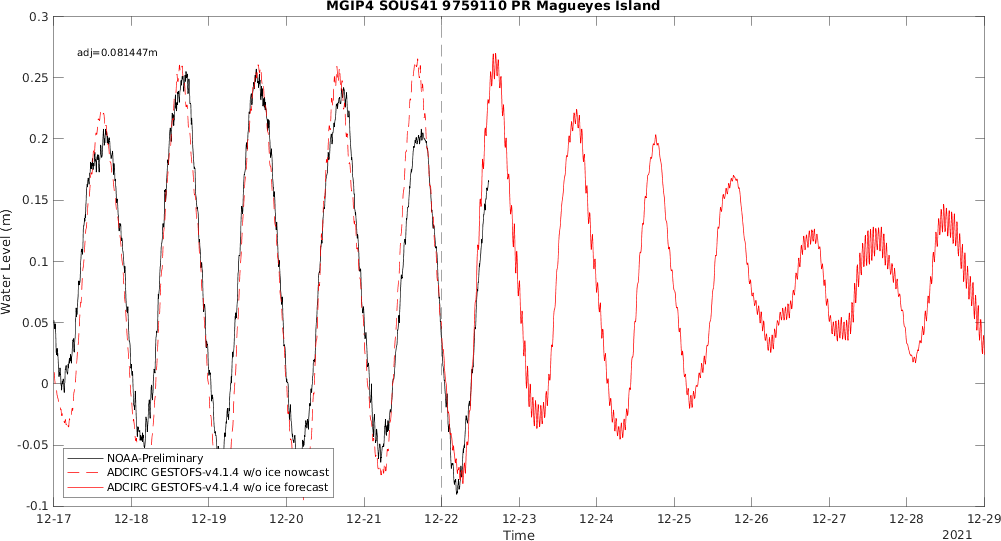 MGIP4 SOUS41 9759110 PR Magueyes Island
adj=0.081447m
Water Level (m)
0.3
0.25
0.2
0.15
0.1
0.05
0
-0.05
-0.1
NOAA-Preliminary
ADCIRC GESTOFS-v4.1.4 w/o ice nowcast
ADCIRC GESTOFS-v4.1.4 w/o ice forecast
12-17 12-18 12-19 12-20 12-21 12-22 12-23 12-24 12-25 12-26 12-27 12-28 12-29
Time
2021